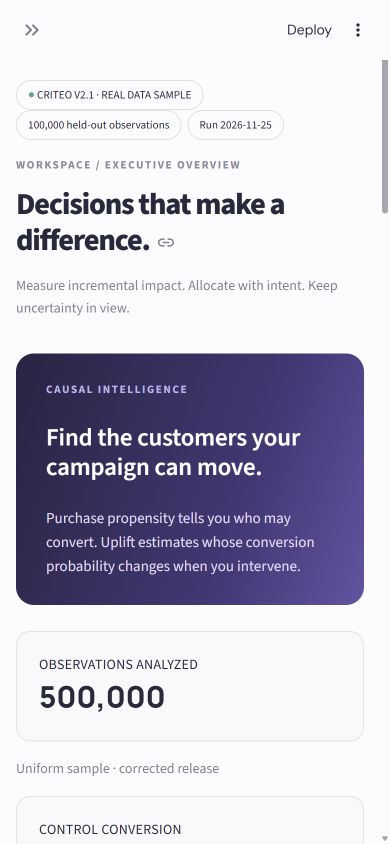 Deploy
CRITEO V2.1 · REAL DATA SAMPLE
100,000 held-out observations
Run 2026-11-25
WORKSPACE / EXECUTIVE OVERVIEW
Decisions that make a
difference.
Measure incremental impact. Allocate with intent. Keep
uncertainty in view.
CAUSAL INTELLIGENCE
Find the customers your
campaign can move.
Purchase propensity tells you who may
convert. Uplift estimates whose conversion
probability changes when you intervene.
OBSERVATIONS ANALYZED
500,000
Uniform sample · corrected release
CONTROL CONVERSION